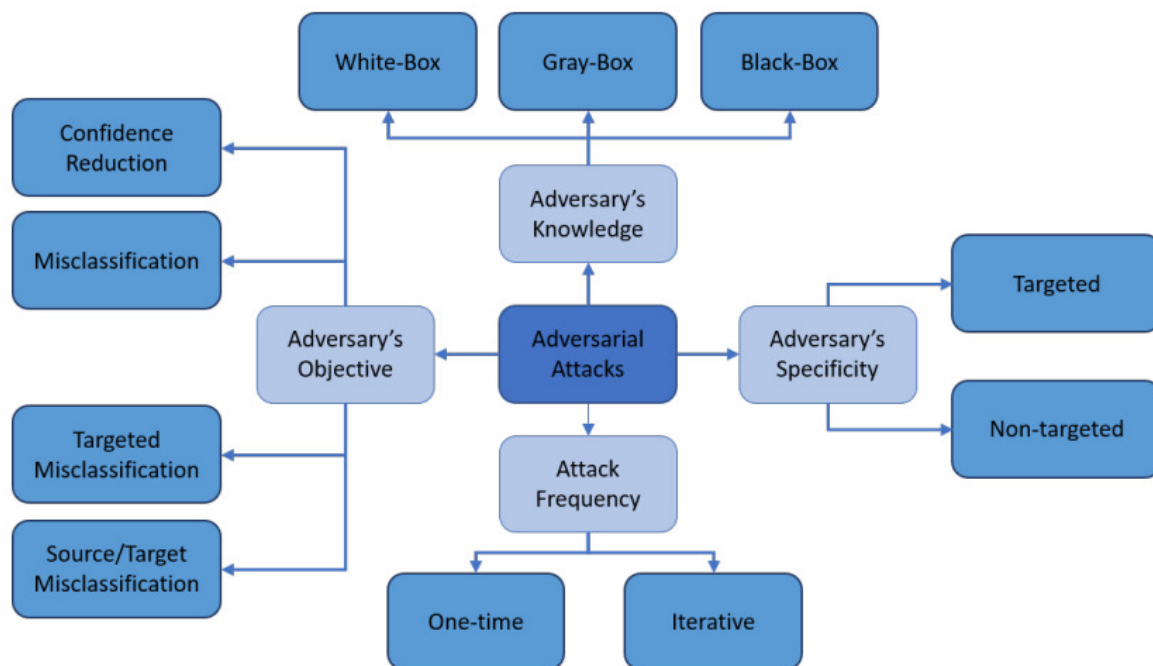 White-Box
Gray-Box
Black-Box
Confidence
Reduction
Adversary's
Knowledge
Misclassification
Targeted
Adversary's
Objective
Adversarial
Attacks
Adversary's
Specificity
Targeted
Misclassification
Attack
Frequency
Non-targeted
Source/Target
Misclassification
One-time
Iterative